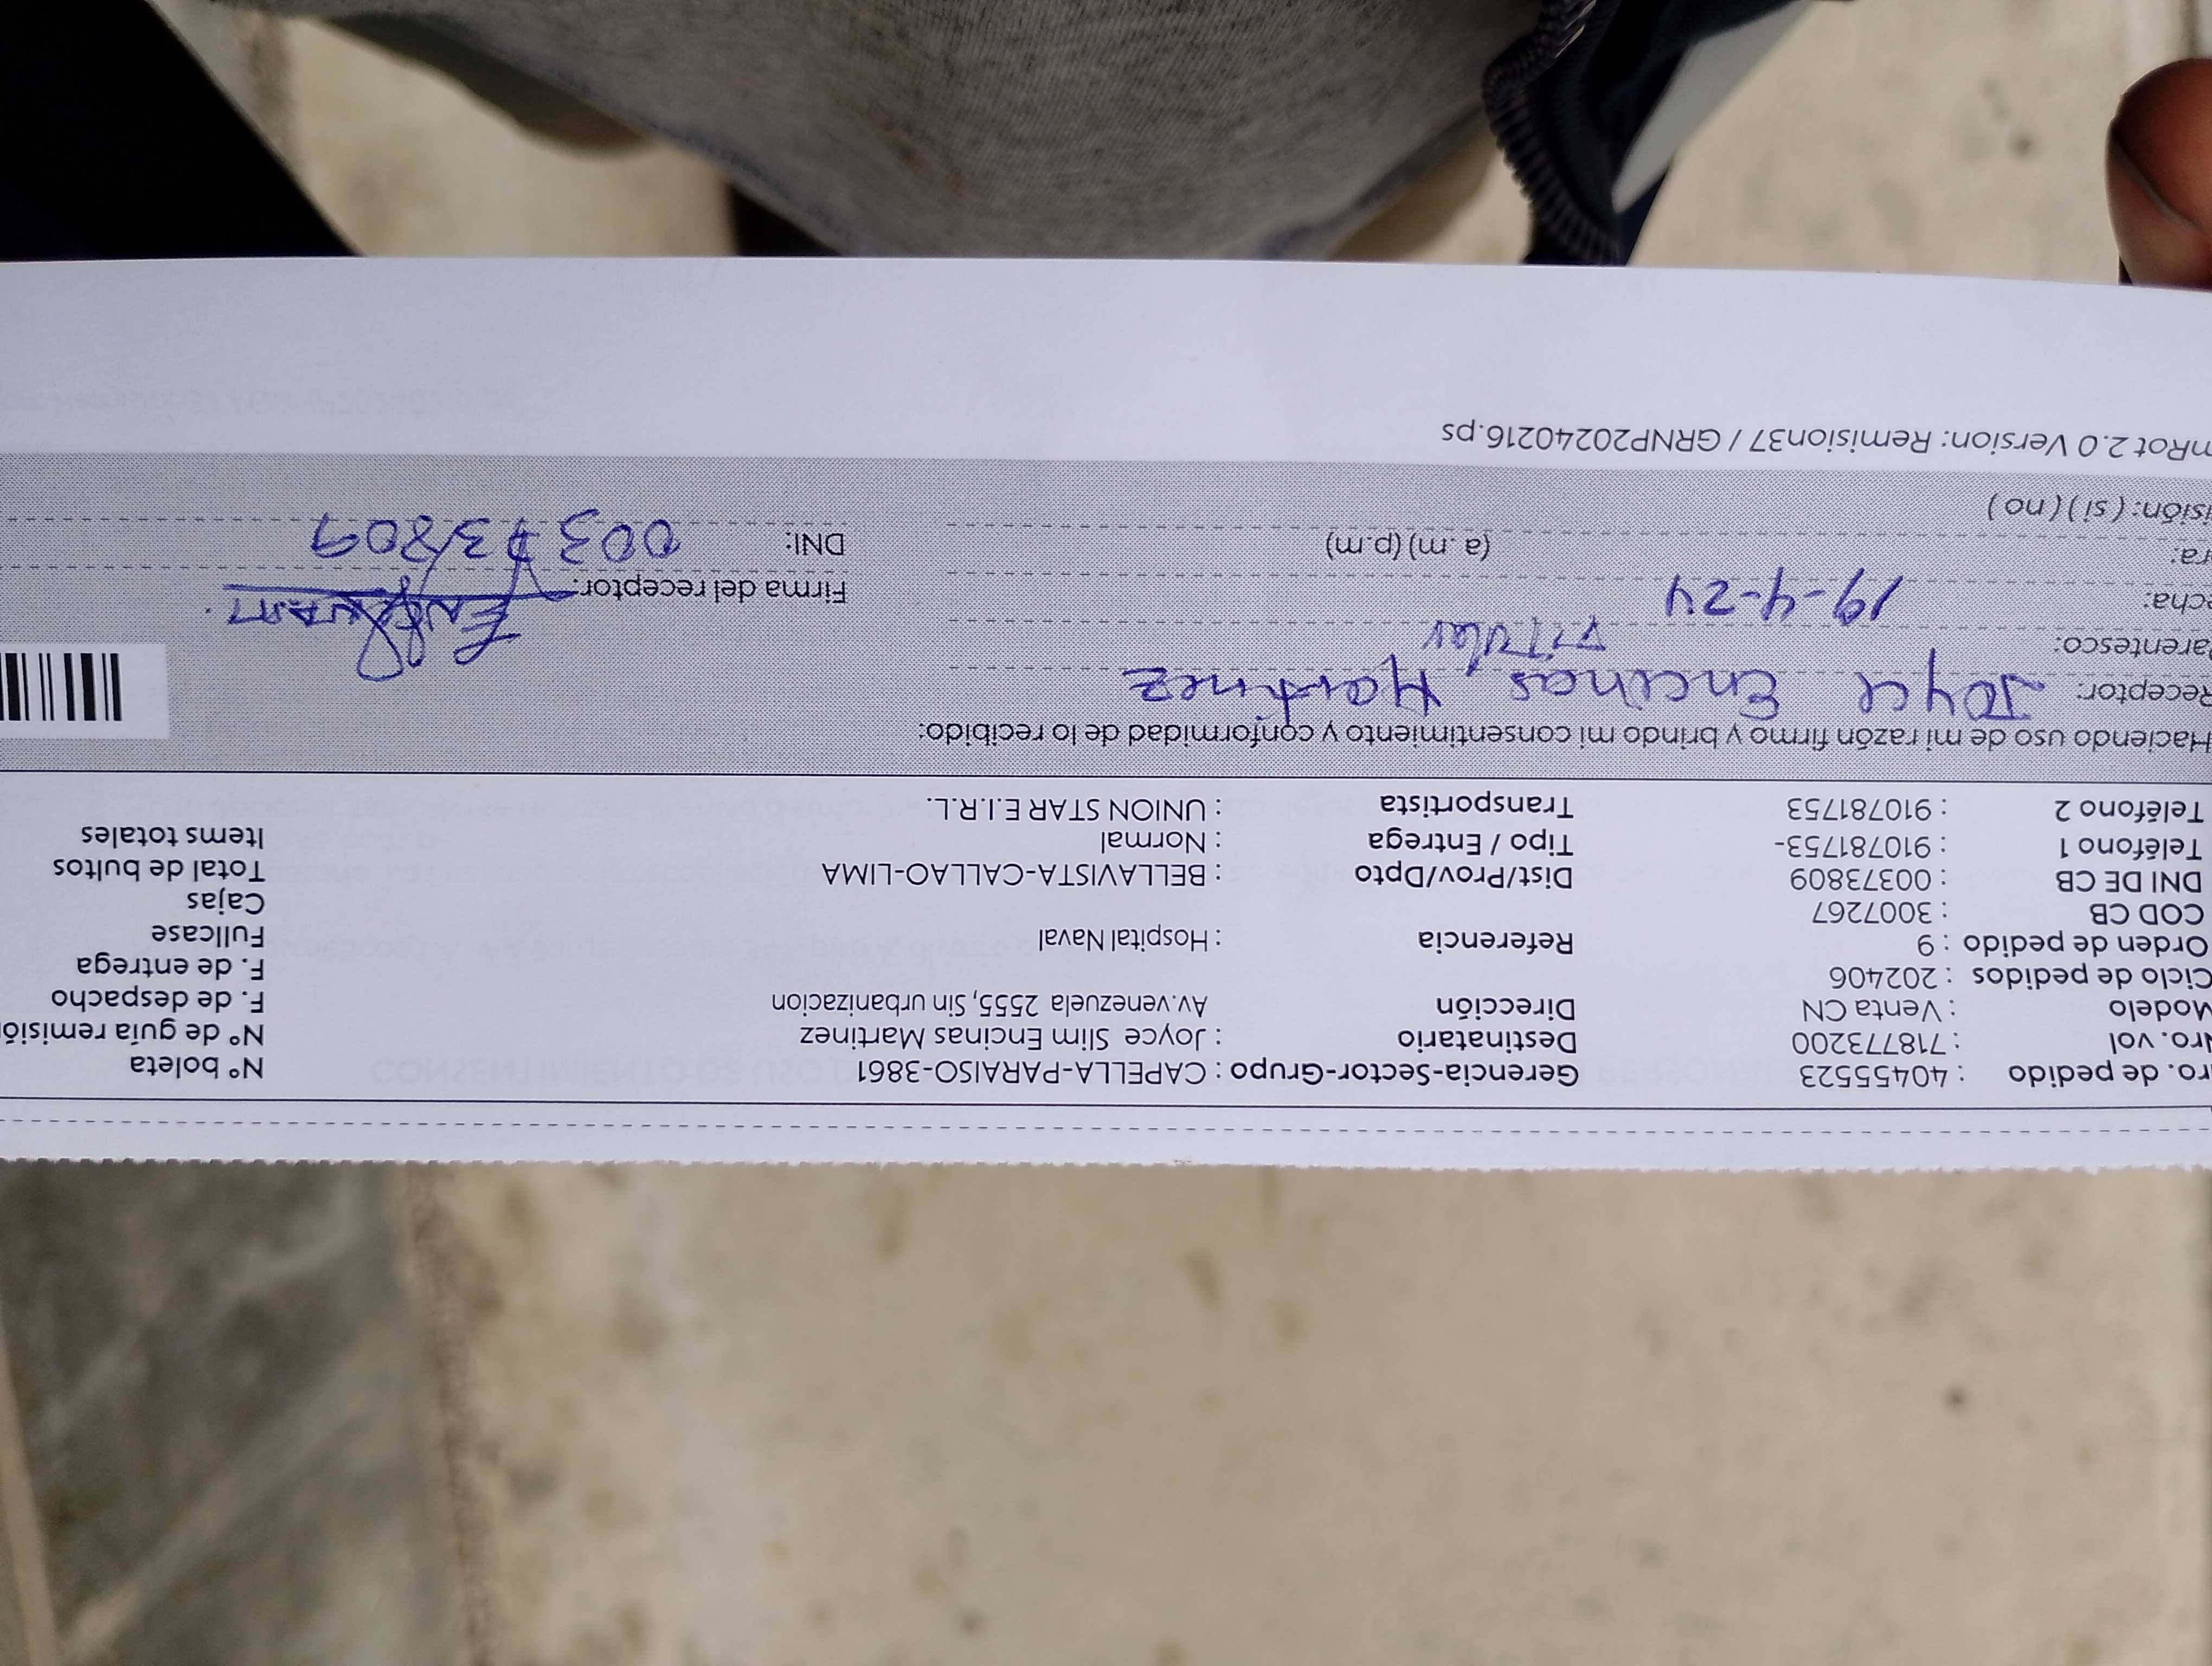 ro. de pedido : 40455523 Gerencia-Sector-Grupo : CAPELLA-PARAISO-3861 N° boleta
Nro. vol : 718773200 Destinatario : Joyce Slim Encinas Martinez N° de guía remisió
Modelo : Venta CN Dirección Av.venezuela 2555, Sin urbanizacion F. de despacho
Ciclo de pedidos : 202406 F. de entrega
Orden de pedido : 9 Referencia : Hospital Naval Fullcase
COD CB : 3007267 Cajas
DNI DE CB : 00373809 Dist/Prov/Dpto : BELLAVISTA-CALLAO-LIMA Total de bultos
Teléfono 1 : 910781753- Tipo / Entrega : Normal Items totales
Teléfono 2 : 910781753 Transportista : UNION STAR E.I.R.L.
Haciendo uso de mi razón firmo y brindo mi consentimiento y conformidad de lo recibido:
Receptor: Joyce Encinas Martinez
Parentesco: Titular
echa: 19-4-24 Firma del receptor:
ra: (a .m) (p.m) DNI: 00373809
isión: ( si ) ( no )
mRot 2.0 Version: Remision37 / GRNP20240216.ps